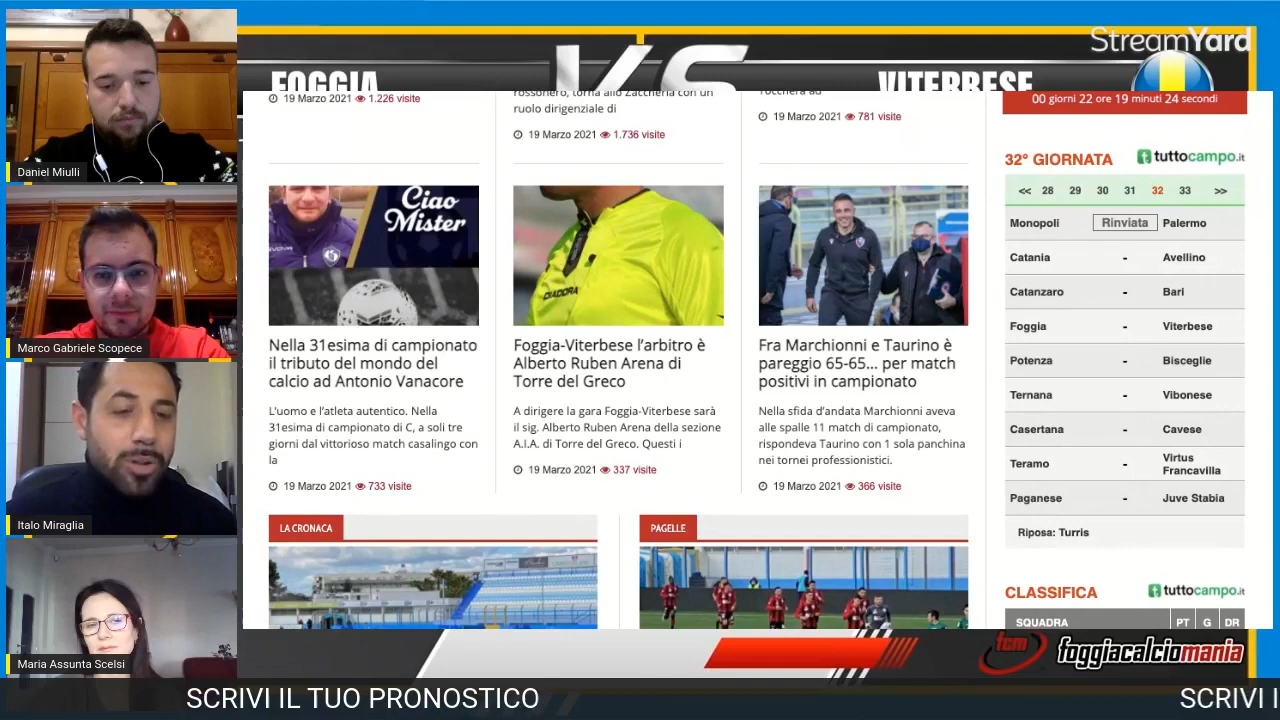 StreamYard
FOGGIA
VS
VITERBESE
Daniel Miulli
Marco Gabriele Scopece
Italo Miraglia
Maria Assunta Scelsi
19 Marzo 2021 1.226 visite
rossonero, torna allo Zaccheria con un
ruolo dirigenziale di
19 Marzo 2021 1.736 visite
19 Marzo 2021 781 visite
Ciao
Mister
Nella 31esima di campionato
il tributo del mondo del
calcio ad Antonio Vanacore
L'uomo e l'atleta autentico. Nella
31esima di campionato di C, a soli tre
giorni dal vittorioso match casalingo con
la
19 Marzo 2021 733 visite
DIADORA
Foggia-Viterbese l'arbitro è
Alberto Ruben Arena di
Torre del Greco
A dirigere la gara Foggia-Viterbese sarà
il sig. Alberto Ruben Arena della sezione
A.I.A. di Torre del Greco. Questi i
19 Marzo 2021 337 visite
Fra Marchionni e Taurino è
pareggio 65-65... per match
positivi in campionato
Nella sfida d'andata Marchionni aveva
alle spalle 11 match di campionato,
rispondeva Taurino con 1 sola panchina
nei tornei professionistici.
19 Marzo 2021 366 visite
LA CRONACA
PAGELLE
00 giorni 22 ore 19 minuti 24 secondi
32° GIORNATA
tuttocampo.it
<< 28 29 30 31 32 33 >>
Monopoli Rinviata Palermo
Catania - Avellino
Catanzaro - Bari
Foggia - Viterbese
Potenza - Bisceglie
Ternana - Vibonese
Casertana - Cavese
Teramo - Virtus
Francavilla
Paganese - Juve Stabia
Riposa: Turris
CLASSIFICA
tuttocampo.it
SQUADRA PT G DR
fcm
foggiacalciomania
SCRIVI IL TUO PRONOSTICO
SCRIVI I